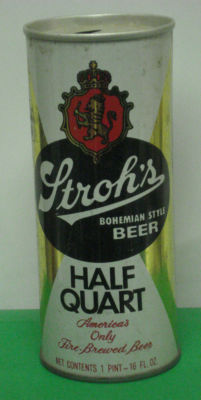 Stroh's
BOHEMIAN STYLE
BEER
HALF
QUART
America's
Only
Fire-Brewed Beer
NET CONTENTS 1 PINT-16 FL. OZ.